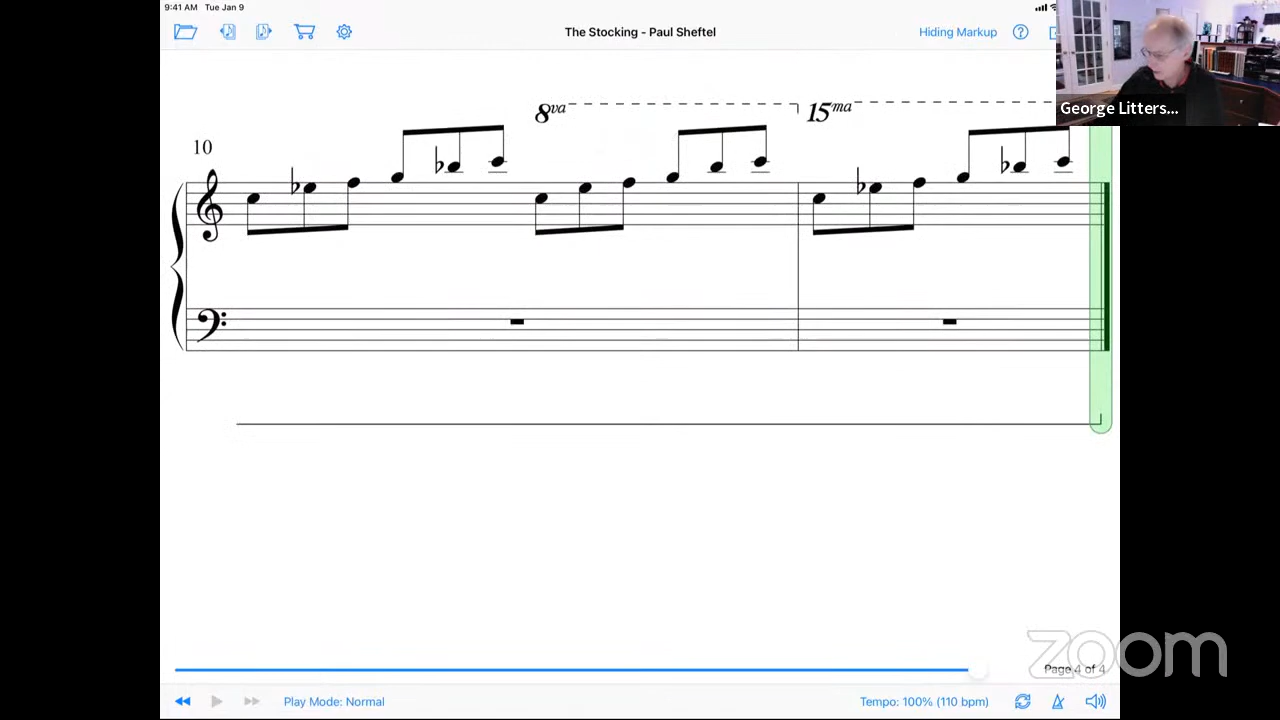 9:41 AM Tue Jan 9
The Stocking - Paul Sheftel
Hiding Markup
George Litters...
8va
15ma
10
Page 4 of 4
zoom
Play Mode: Normal
Tempo: 100% (110 bpm)